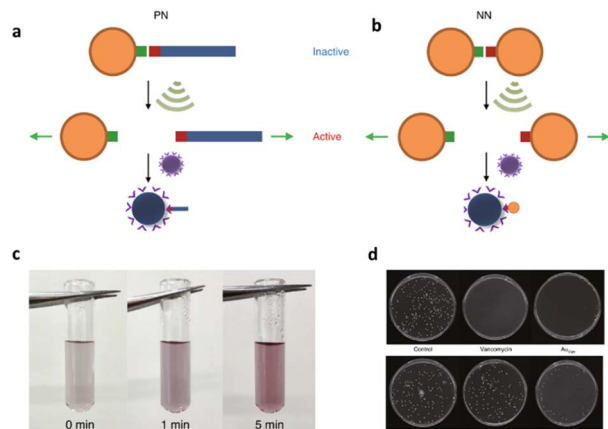 PN
NN
a
b
Inactive
Active
c
d
0 min
1 min
5 min
Control
Vancomycin